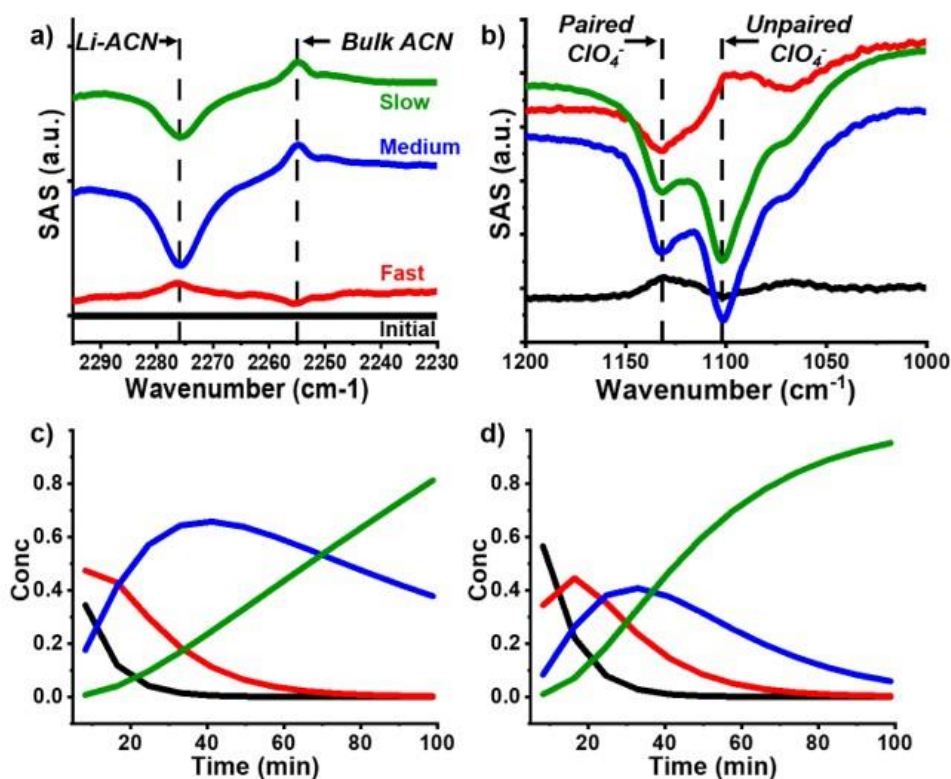 a)
Li-ACN
Bulk ACN
Slow
Medium
Fast
Initial
SAS (a.u.)
2290 2280 2270 2260 2250 2240 2230
Wavenumber (cm-1)
b)
Paired
ClO₄⁻
Unpaired
ClO₄⁻
SAS (a.u.)
1200 1150 1100 1050 1000
Wavenumber (cm⁻¹)
c)
0.8
0.6
0.4
0.2
0.0
Conc
20 40 60 80 100
Time (min)
d)
0.8
0.6
0.4
0.2
0.0
Conc
20 40 60 80 100
Time (min)